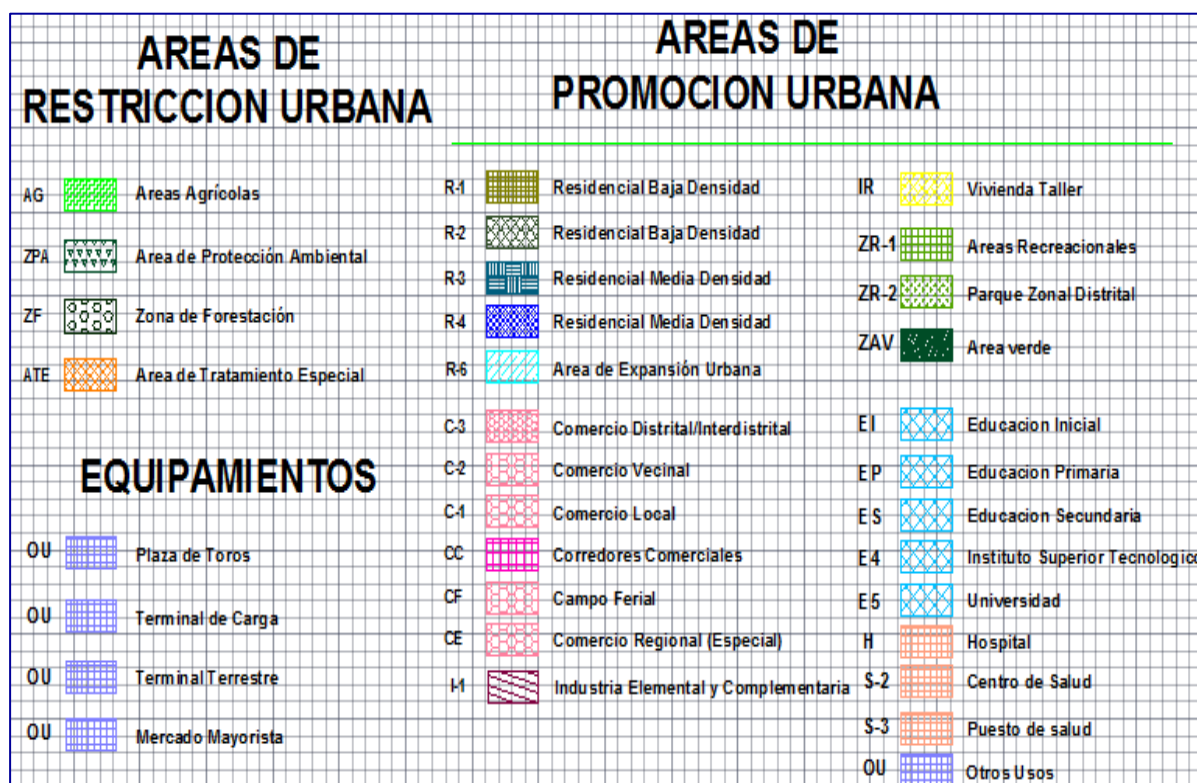 AREAS DE
RESTRICCION URBANA
AG Areas Agrícolas
ZPA Area de Protección Ambiental
ZF Zona de Forestación
ATE Area de Tratamiento Especial
EQUIPAMIENTOS
OU Plaza de Toros
OU Terminal de Carga
OU Terminal Terrestre
OU Mercado Mayorista
AREAS DE
PROMOCION URBANA
R-1 Residencial Baja Densidad
R-2 Residencial Baja Densidad
R-3 Residencial Media Densidad
R-4 Residencial Media Densidad
R-6 Area de Expansión Urbana
C-3 Comercio Distrital/Interdistrital
C-2 Comercio Vecinal
C-1 Comercio Local
CC Corredores Comerciales
CF Campo Ferial
CE Comercio Regional (Especial)
I-1 Industria Elemental y Complementaria
IR Vivienda Taller
ZR-1 Areas Recreacionales
ZR-2 Parque Zonal Distrital
ZAV Area verde
EI Educacion Inicial
EP Educacion Primaria
ES Educacion Secundaria
E4 Instituto Superior Tecnologico
E5 Universidad
H Hospital
S-2 Centro de Salud
S-3 Puesto de salud
OU Otros Usos